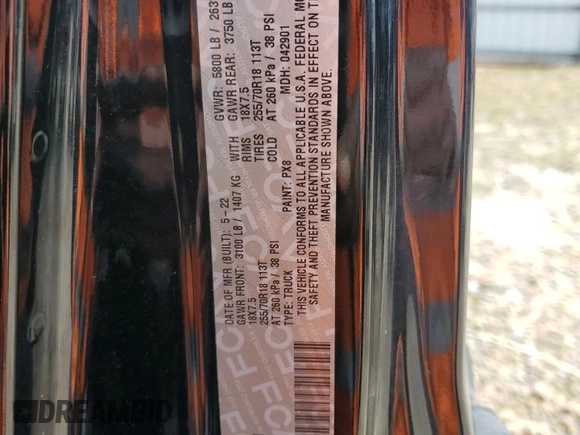 DATE OF MFR (BUILT): 5-22 GVWR: 5800 LB /
GAWR FRONT: 3100 LB / 1407 KG WITH GAWR REAR: 3750 LB
18X7.5 RIMS 18X7.5
255/70R18 113T TIRES 255/70R18 113T
AT 260 kPa / 38 PSI COLD AT 260 kPa / 38 PSI
TYPE: TRUCK PAINT: PX8 MDH: 042901
THIS VEHICLE CONFORMS TO ALL APPLICABLE U.S.A. FEDERAL
SAFETY AND THEFT PREVENTION STANDARDS IN EFFECT ON
MANUFACTURE SHOWN ABOVE.
DREAMBID